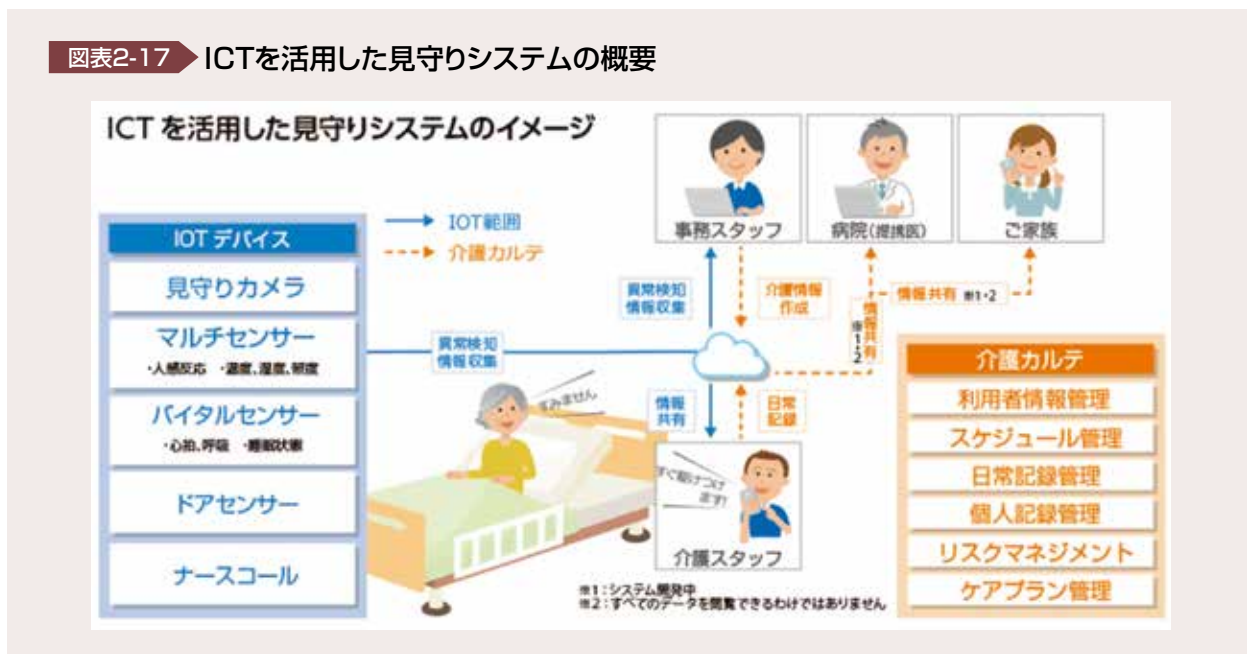 図表2-17
ICTを活用した見守りシステムの概要
ICTを活用した見守りシステムのイメージ
IOTデバイス
見守りカメラ
マルチセンサー
・人感反応 ・温度、湿度、照度
バイタルセンサー
・心拍、呼吸 ・睡眠状態
ドアセンサー
ナースコール
IOT範囲
介護カルテ
事務スタッフ
病院(提携医)
ご家族
異常検知
情報収集
介護情報
作成
情報共有 ※1・2
情報共有
※1・2
異常検知
情報収集
すみません
情報
共有
日常
記録
すぐ駆けつけ
ます!
介護スタッフ
※1:システム開発中
※2:すべてのデータを閲覧できるわけではありません
介護カルテ
利用者情報管理
スケジュール管理
日常記録管理
個人記録管理
リスクマネジメント
ケアプラン管理